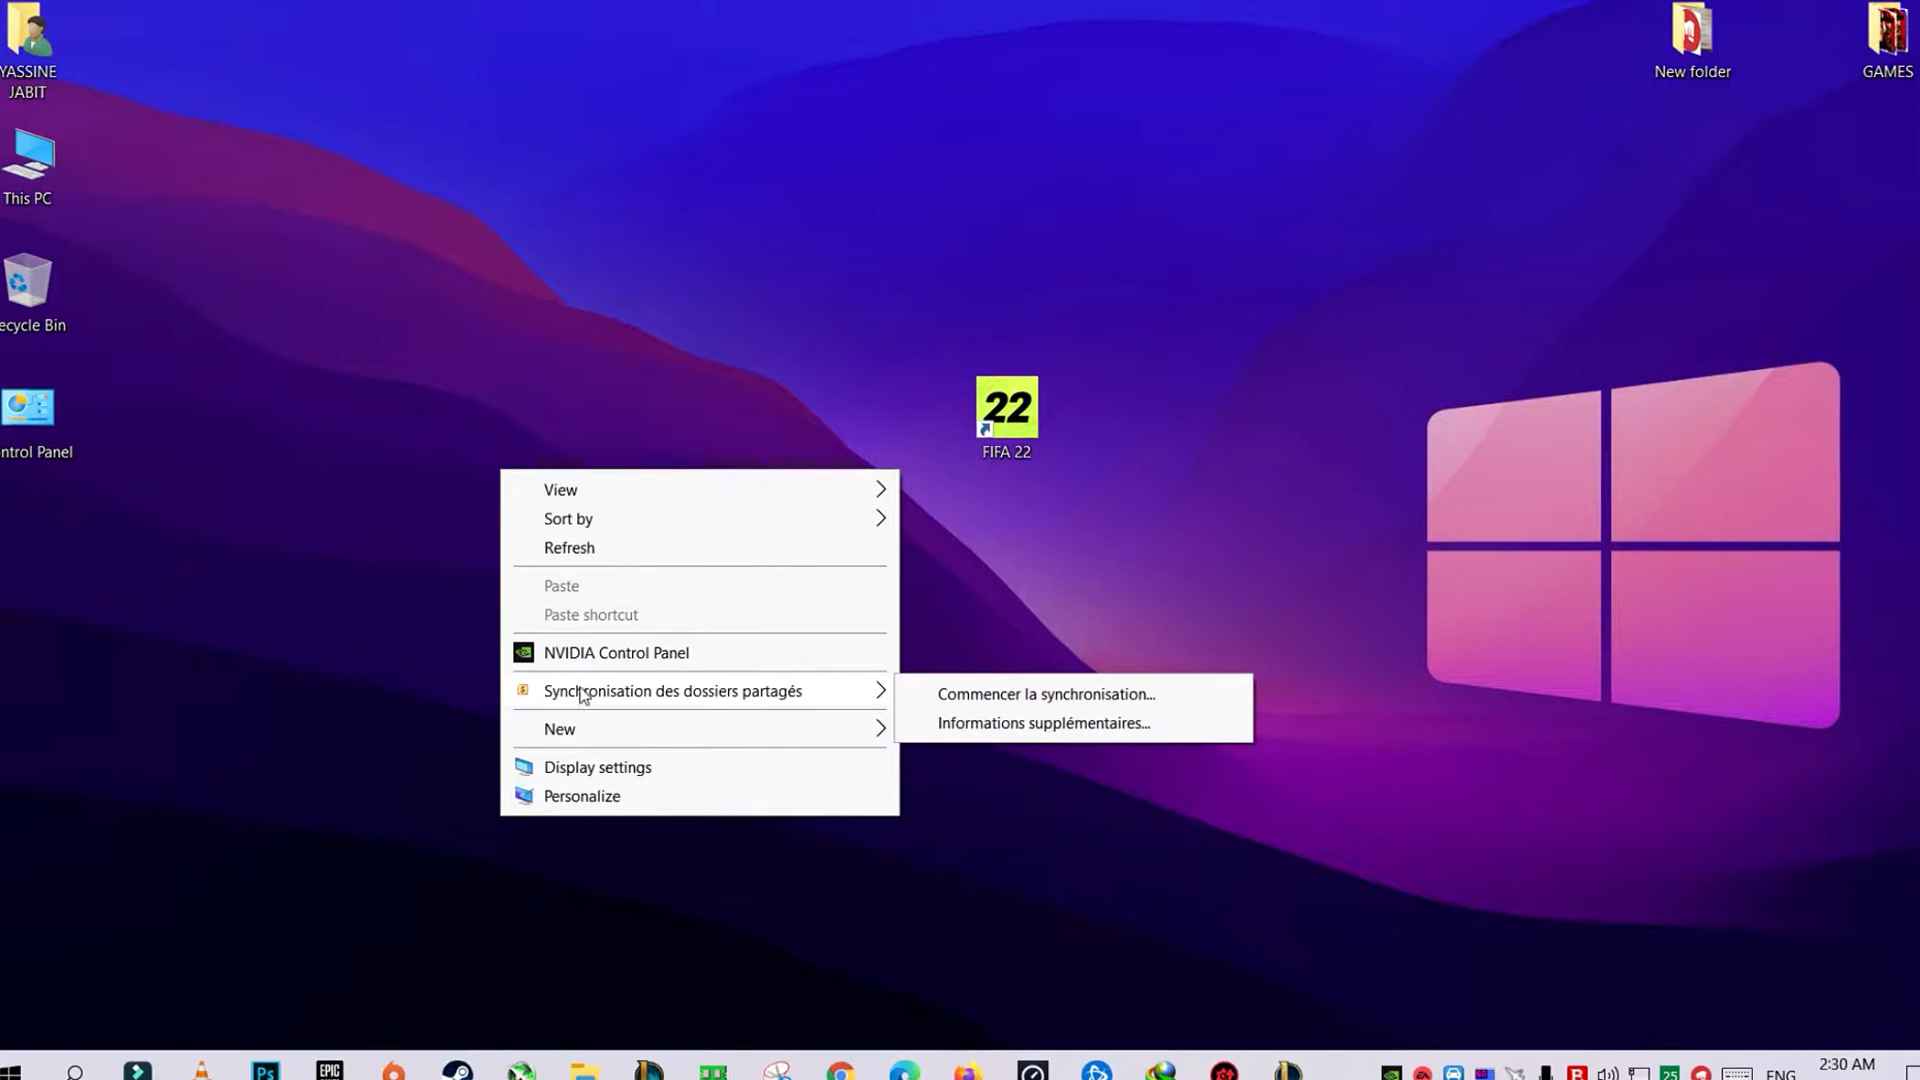 YASSINE
JABIT
This PC
ecycle Bin
ntrol Panel
New folder
GAMES
22
FIFA 22
View
Sort by
Refresh
Paste
Paste shortcut
NVIDIA Control Panel
Synchronisation des dossiers partagés
New
Display settings
Personalize
Commencer la synchronisation...
Informations supplémentaires...
Ps
EPIC
25
ENG
2:30 AM